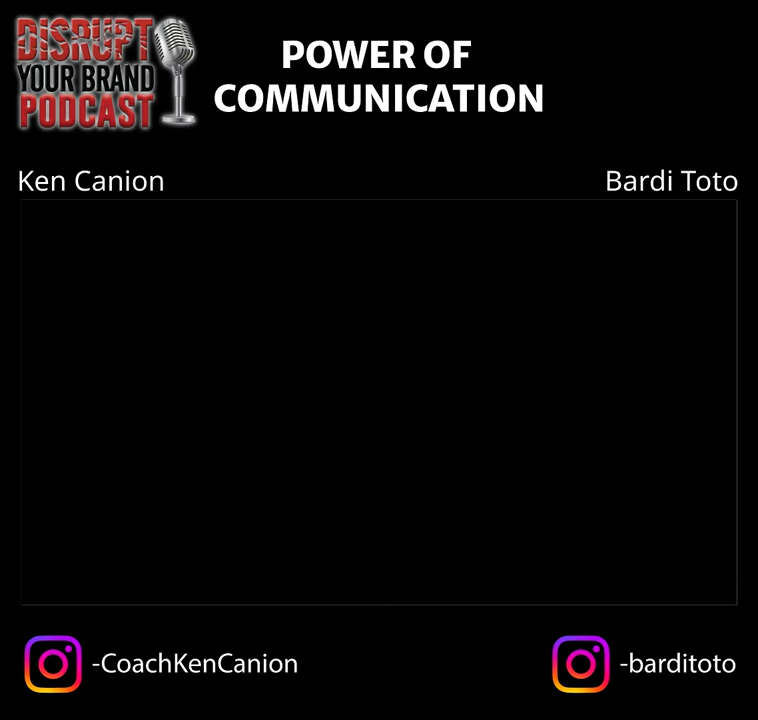 DISRUPT
YOUR BRAND
PODCAST
POWER OF
COMMUNICATION
Ken Canion
Bardi Toto
-CoachKenCanion
-barditoto